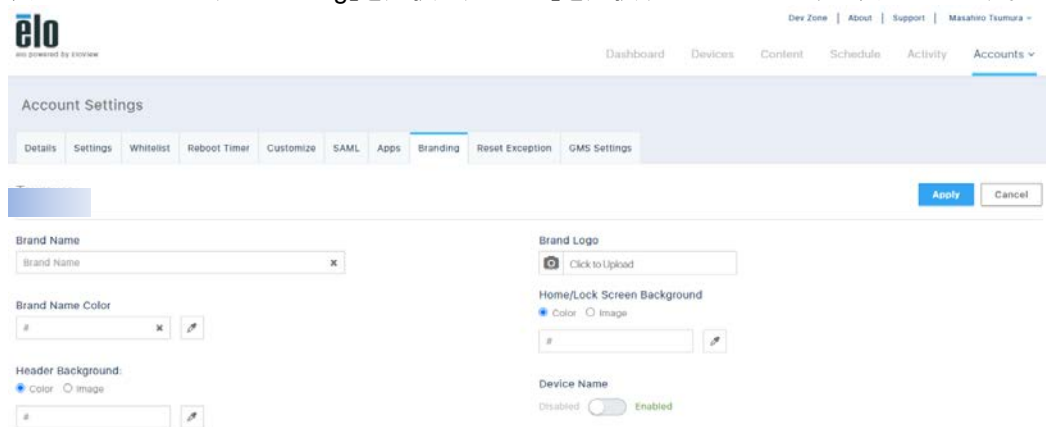 Dev Zone | About | Support | Masahiro Tsumura
elo
elo powered by EloView
Dashboard Devices Content Schedule Activity Accounts
Account Settings
Details Settings Whitelist Reboot Timer Customize SAML Apps Branding Reset Exception GMS Settings
Apply Cancel
Brand Name
Brand Name
Brand Name Color
#
Header Background:
Color Image
#
Brand Logo
Click to Upload
Home/Lock Screen Background
Color Image
#
Device Name
Disabled Enabled